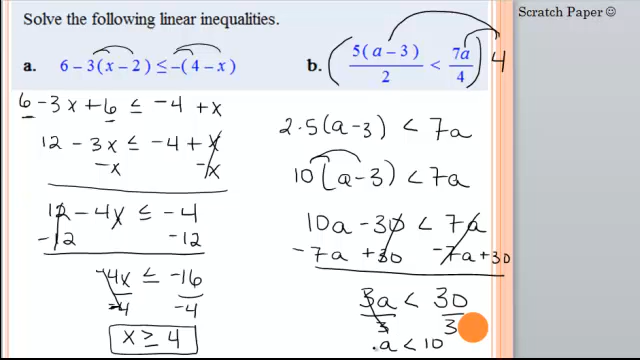 Scratch Paper ☺
Solve the following linear inequalities.
a. 6 - 3(x - 2) ≤ -(4 - x)
6 - 3x + 6 ≤ -4 + x
12 - 3x ≤ -4 + x
-x -x
12 - 4x ≤ -4
-12 -12
-4x ≤ -16
-4 -4
x ≥ 4
b. (5(a - 3)/2 < 7a/4) 4
2·5(a-3) < 7a
10(a-3) < 7a
10a - 30 < 7a
-7a +30 -7a +30
3a < 30
3 3
a < 10